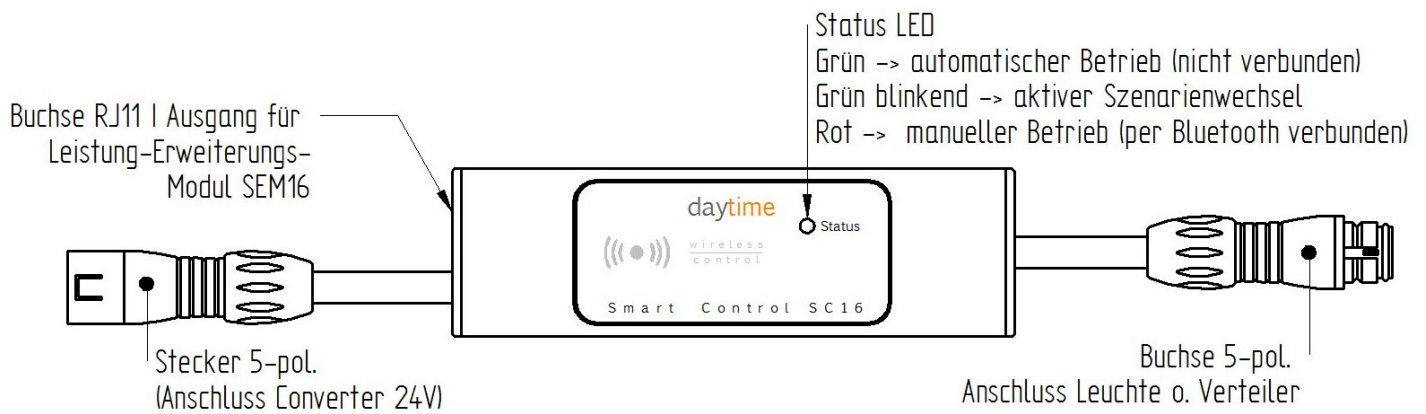 Status LED
Grün -> automatischer Betrieb (nicht verbunden)
Grün blinkend -> aktiver Szenarienwechsel
Rot -> manueller Betrieb (per Bluetooth verbunden)
Buchse RJ11 | Ausgang für
Leistung-Erweiterungs-
Modul SEM16
daytime
Status
wireless
control
Smart Control SC16
Stecker 5-pol.
(Anschluss Converter 24V)
Buchse 5-pol.
Anschluss Leuchte o. Verteiler